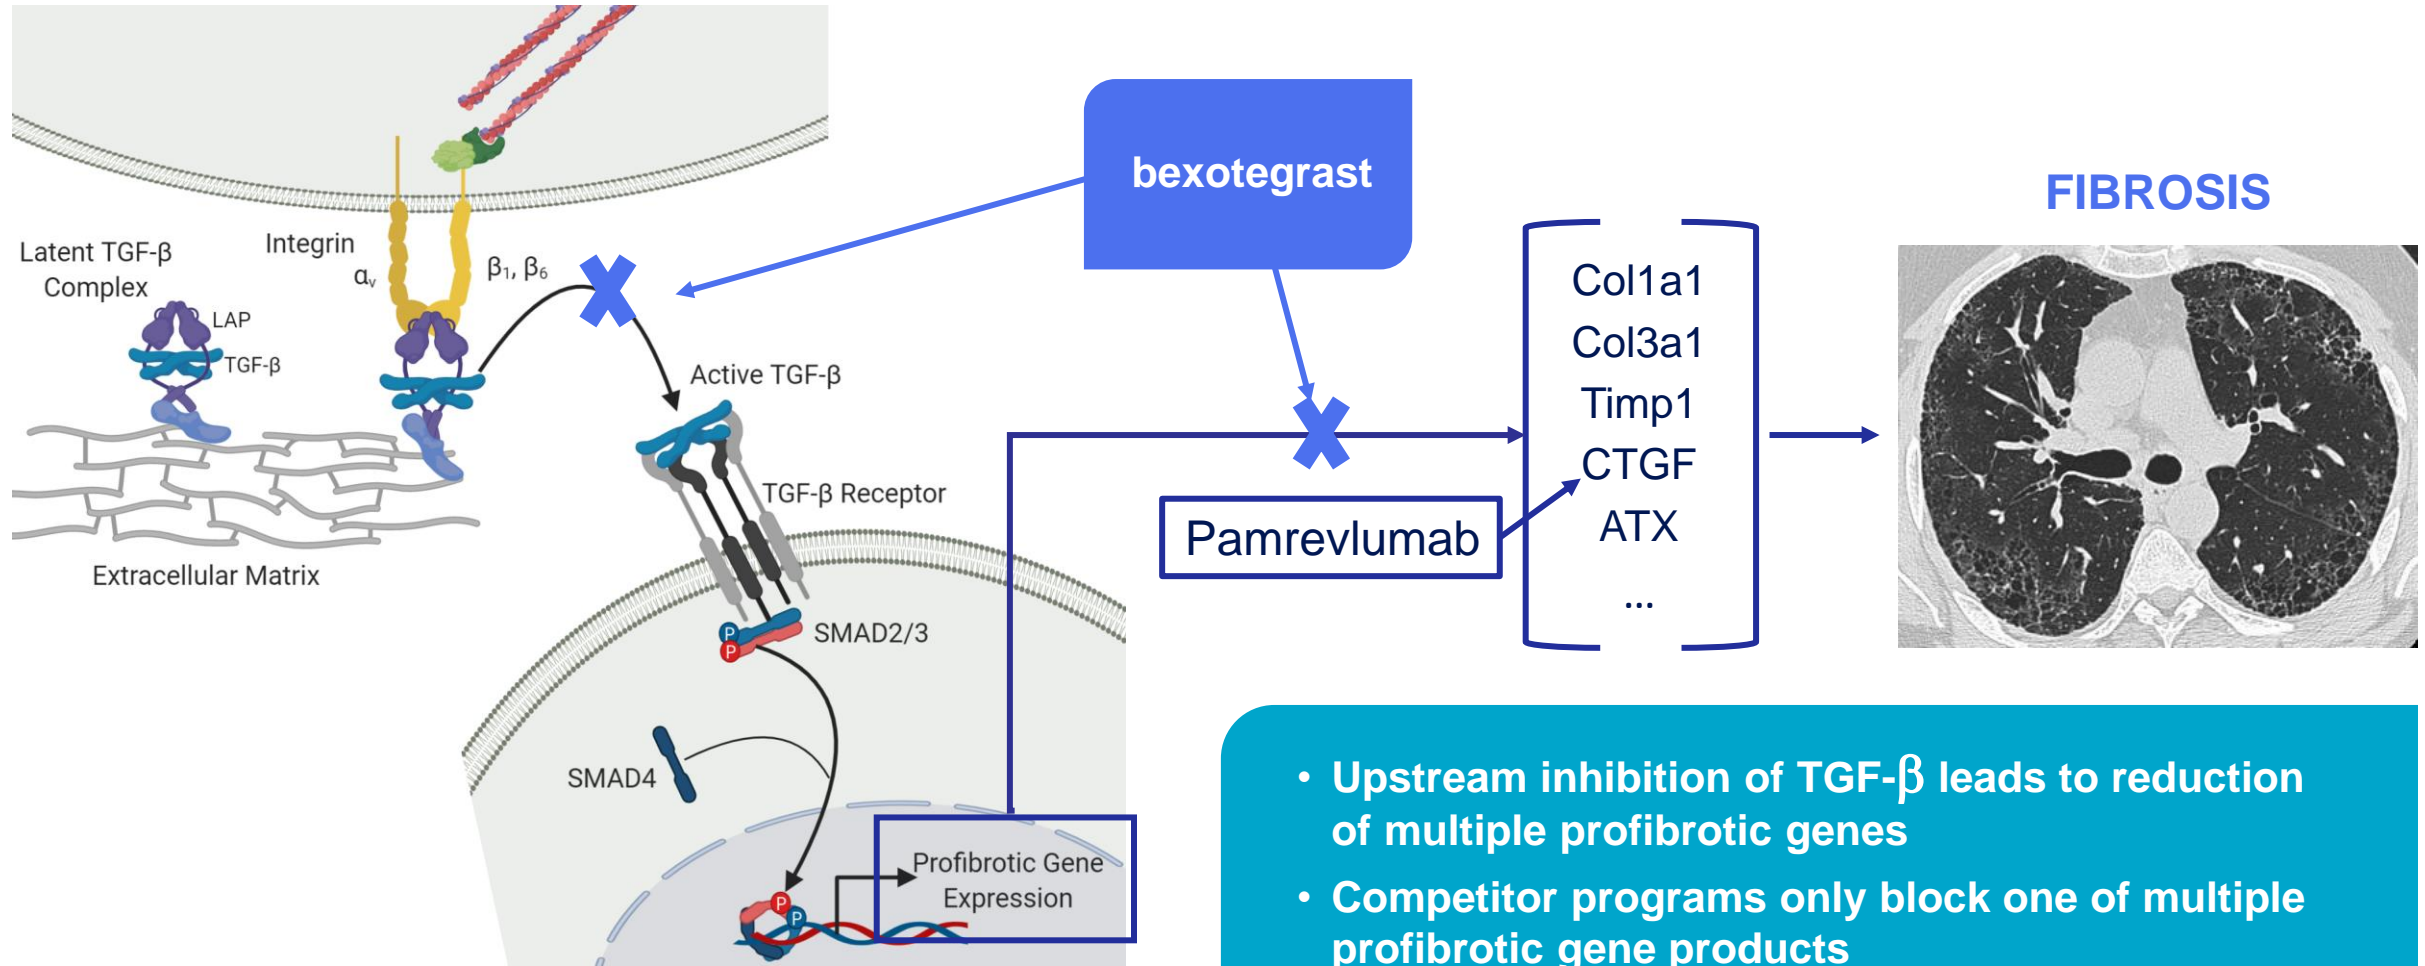 bexotegrast
FIBROSIS
Latent TGF-β
Complex
Integrin
αᵥ
β₁, β₆
LAP
TGF-β
Extracellular Matrix
Active TGF-β
TGF-β Receptor
P
P
SMAD2/3
SMAD4
P
P
Profibrotic Gene
Expression
Col1a1
Col3a1
Timp1
CTGF
ATX
...
Pamrevlumab
• Upstream inhibition of TGF-β leads to reduction
of multiple profibrotic genes
• Competitor programs only block one of multiple
profibrotic gene products